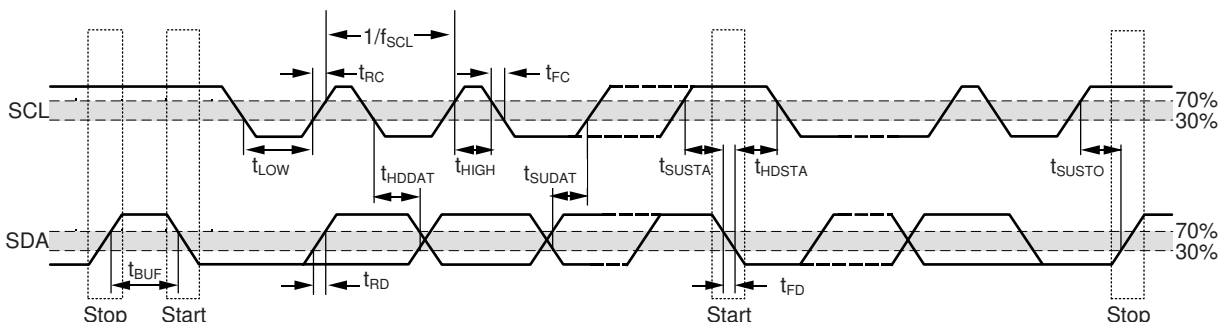 1/fSCL
tRC
tFC
SCL
70%
30%
tLOW
tHDDAT
tHIGH
tSUDAT
tSUSTA
tHDSTA
tSUSTO
SDA
70%
30%
tBUF
tRD
tFD
Stop
Start
Start
Stop